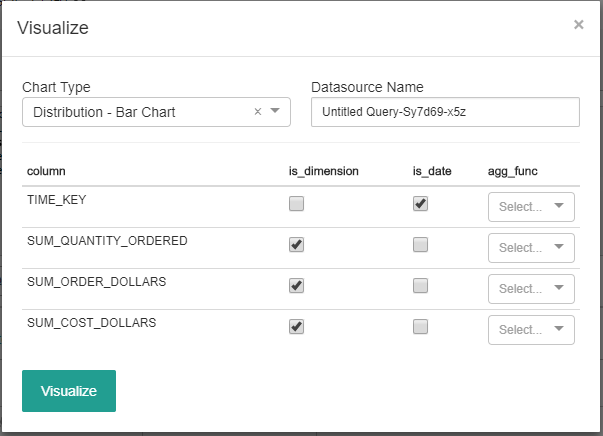 Visualize ×
Chart Type Datasource Name
Distribution - Bar Chart × Untitled Query-Sy7d69-x5z
column is_dimension is_date agg_func
TIME_KEY Select...
SUM_QUANTITY_ORDERED Select...
SUM_ORDER_DOLLARS Select...
SUM_COST_DOLLARS Select...
Visualize